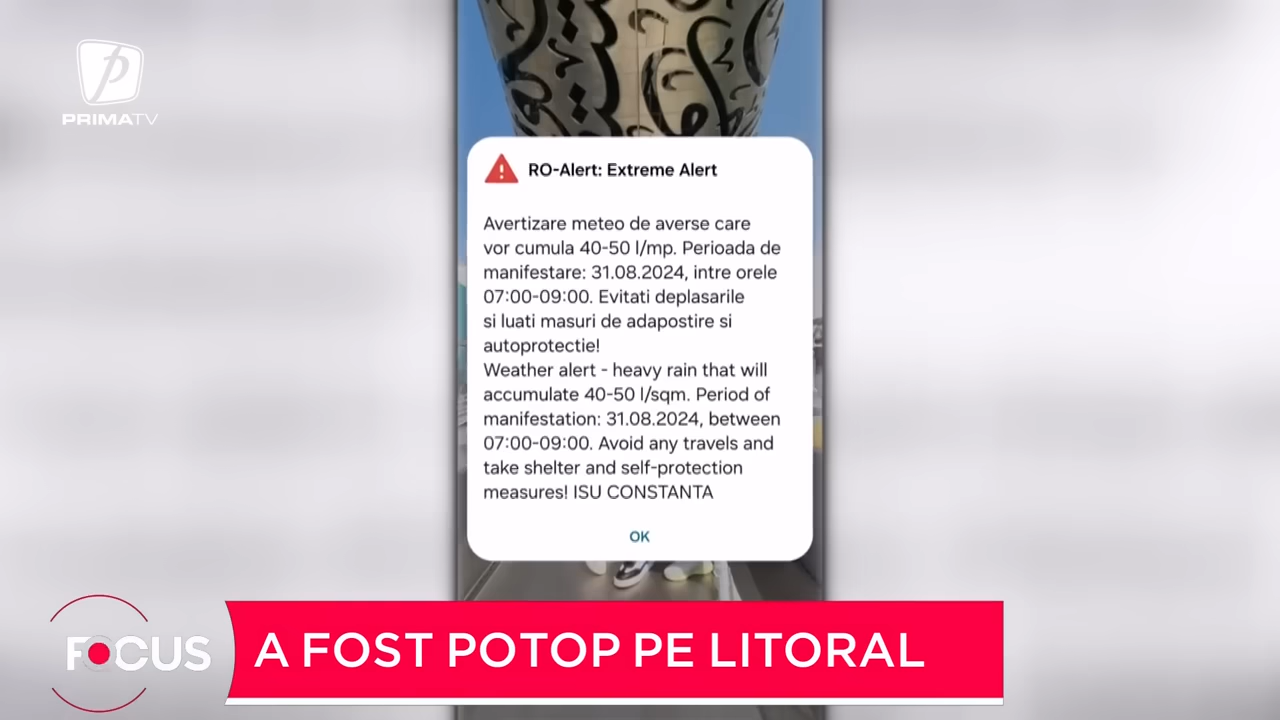 PRIMATV
RO-Alert: Extreme Alert
Avertizare meteo de averse care
vor cumula 40-50 l/mp. Perioada de
manifestare: 31.08.2024, intre orele
07:00-09:00. Evitati deplasarile
si luati masuri de adapostire si
autoprotectie!
Weather alert - heavy rain that will
accumulate 40-50 l/sqm. Period of
manifestation: 31.08.2024, between
07:00-09:00. Avoid any travels and
take shelter and self-protection
measures! ISU CONSTANTA
OK
FOCUS
A FOST POTOP PE LITORAL